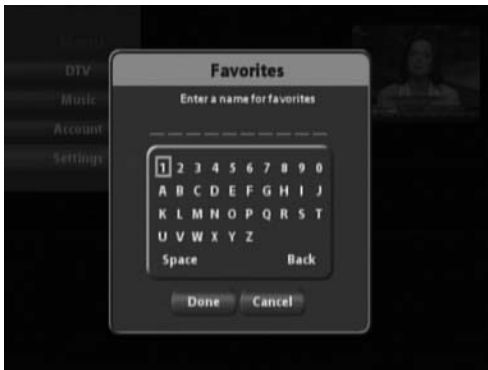 Favorites
Enter a name for favorites
DTV
Music
Account
Settings
1 2 3 4 5 6 7 8 9 0
A B C D E F G H I J
K L M N O P Q R S T
U V W X Y Z
Space Back
Done Cancel